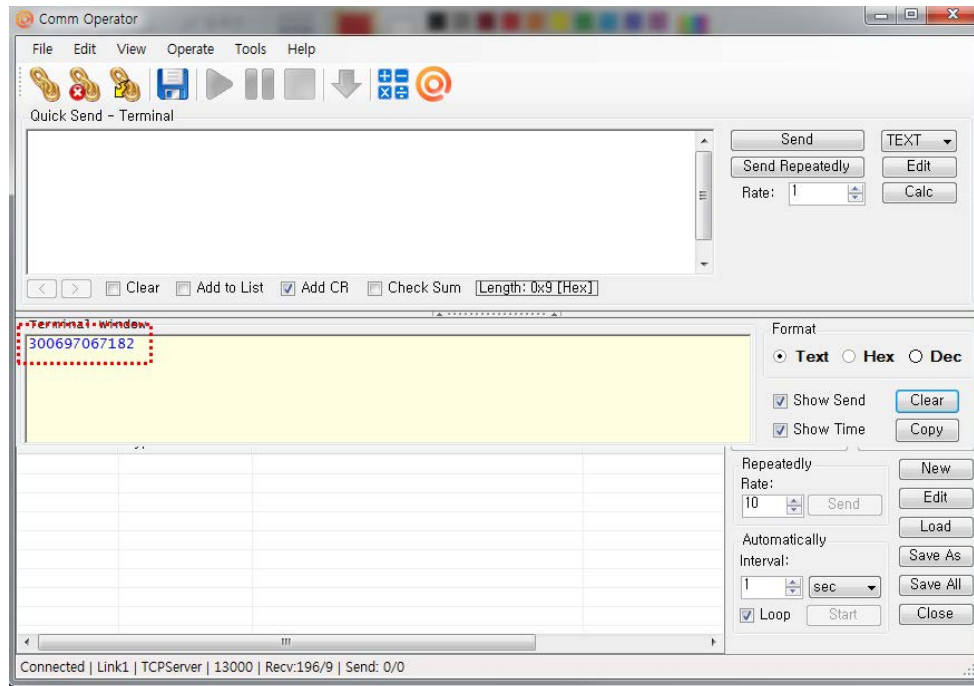 Comm Operator
File Edit View Operate Tools Help
Quick Send - Terminal
Send TEXT
Send Repeatedly Edit
Rate: 1 Calc
< > Clear Add to List Add CR Check Sum Length: 0x9 [Hex]
Terminal Window
300697067182
Format
Text Hex Dec
Show Send Clear
Show Time Copy
Repeatedly
New
Rate:
10 Send Edit
Load
Automatically
Interval:
Save As
1 sec Save All
Loop Start Close
Connected | Link1 | TCPServer | 13000 | Recv:196/9 | Send: 0/0